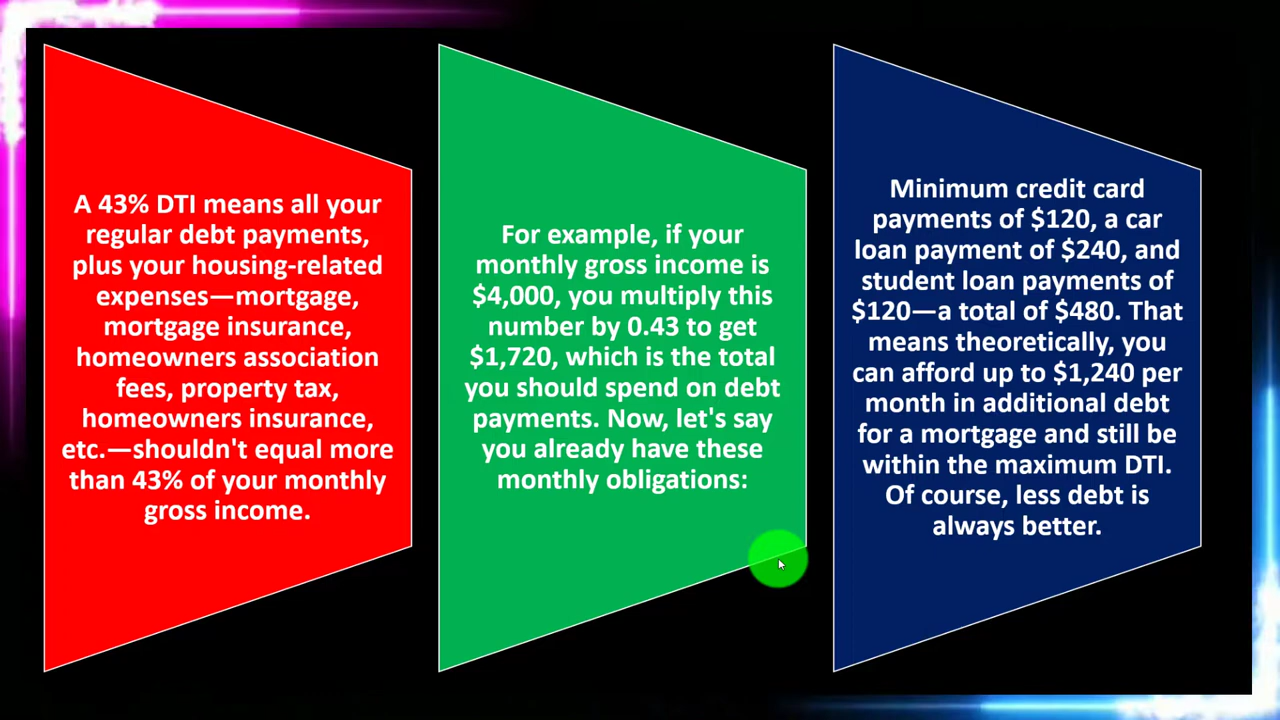 A 43% DTI means all your
regular debt payments,
plus your housing-related
expenses—mortgage,
mortgage insurance,
homeowners association
fees, property tax,
homeowners insurance,
etc.—shouldn't equal more
than 43% of your monthly
gross income.
For example, if your
monthly gross income is
$4,000, you multiply this
number by 0.43 to get
$1,720, which is the total
you should spend on debt
payments. Now, let's say
you already have these
monthly obligations:
Minimum credit card
payments of $120, a car
loan payment of $240, and
student loan payments of
$120—a total of $480. That
means theoretically, you
can afford up to $1,240 per
month in additional debt
for a mortgage and still be
within the maximum DTI.
Of course, less debt is
always better.